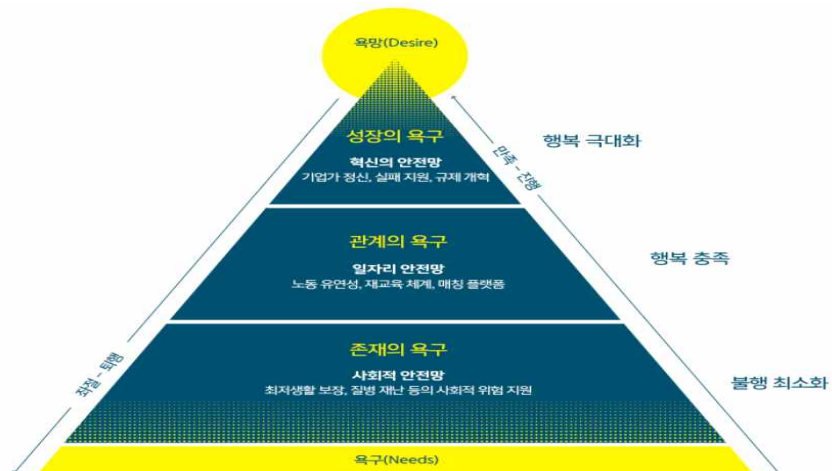 욕망(Desire)
성장의 욕구
혁신의 안전망
기업가 정신, 실패 지원, 규제 개혁
행복 극대화
만족 - 진행
관계의 욕구
일자리 안전망
노동 유연성, 재교육 체계, 매칭 플랫폼
행복 충족
존재의 욕구
사회적 안전망
최저생활 보장, 질병 재난 등의 사회적 위험 지원
좌절 - 퇴행
불행 최소화
욕구(Needs)